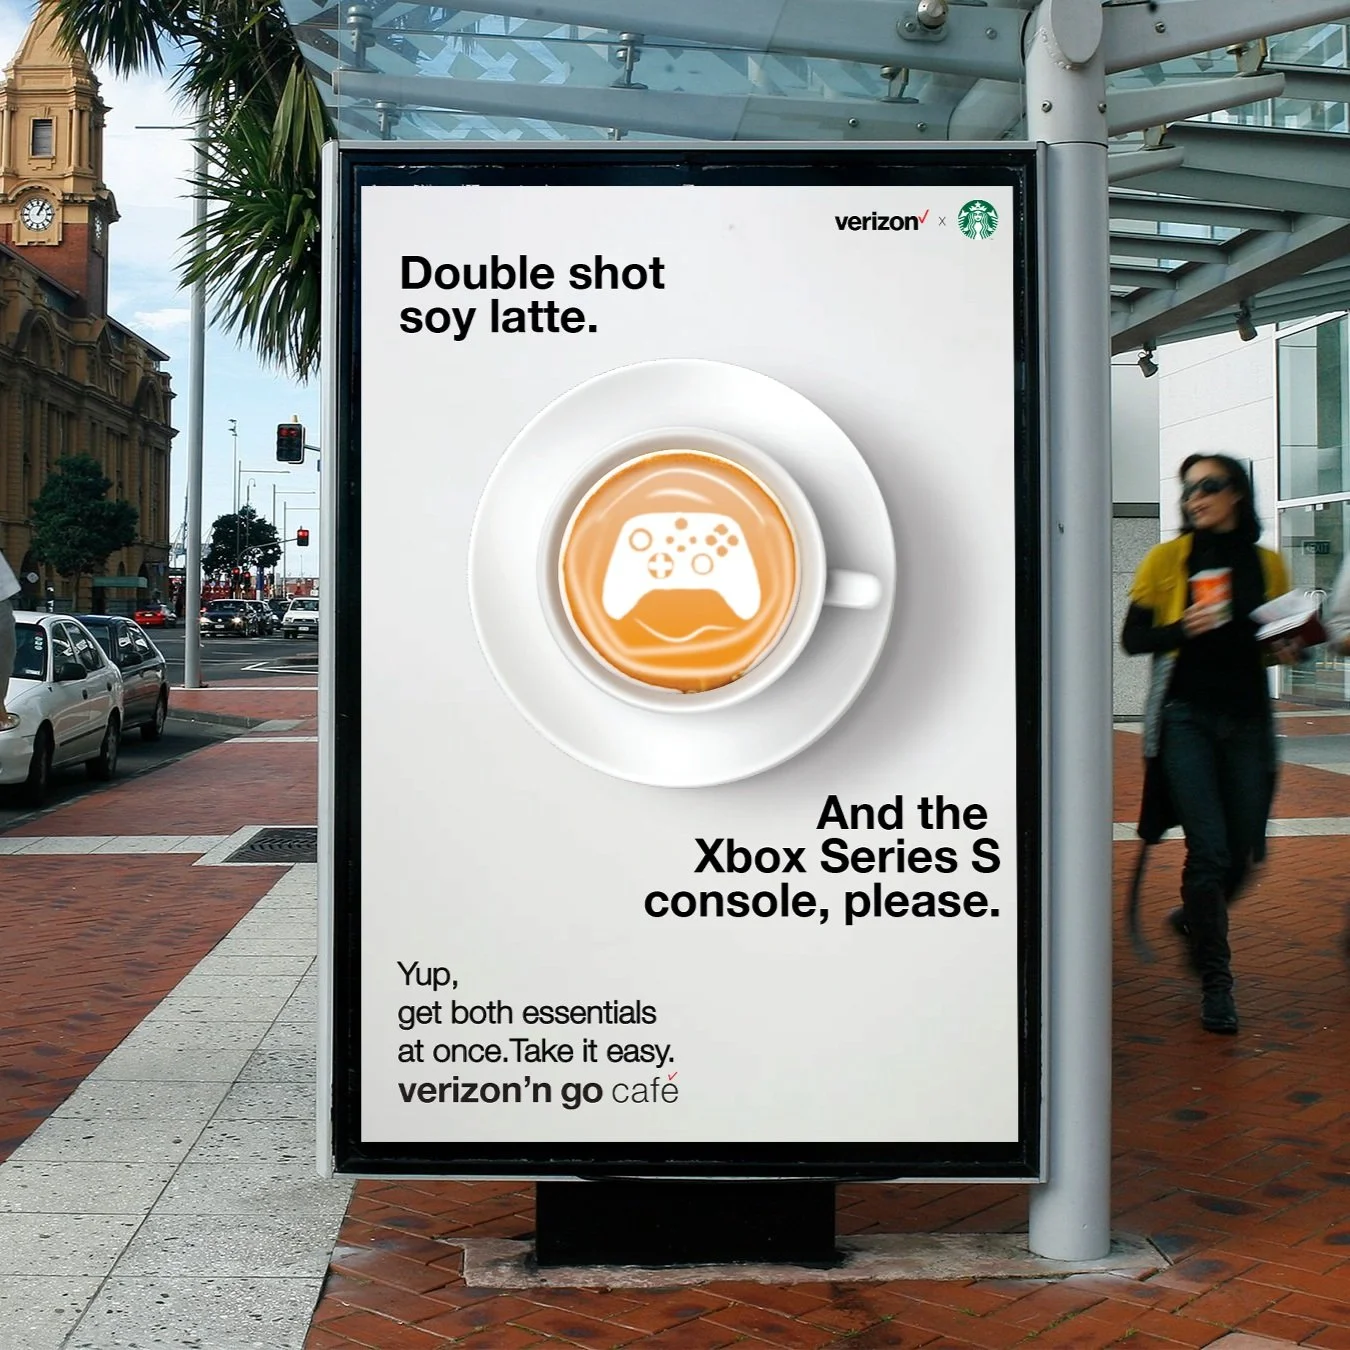 verizon x
Double shot
soy latte.
And the
Xbox Series S
console, please.
Yup,
get both essentials
at once.Take it easy.
verizon'n go café